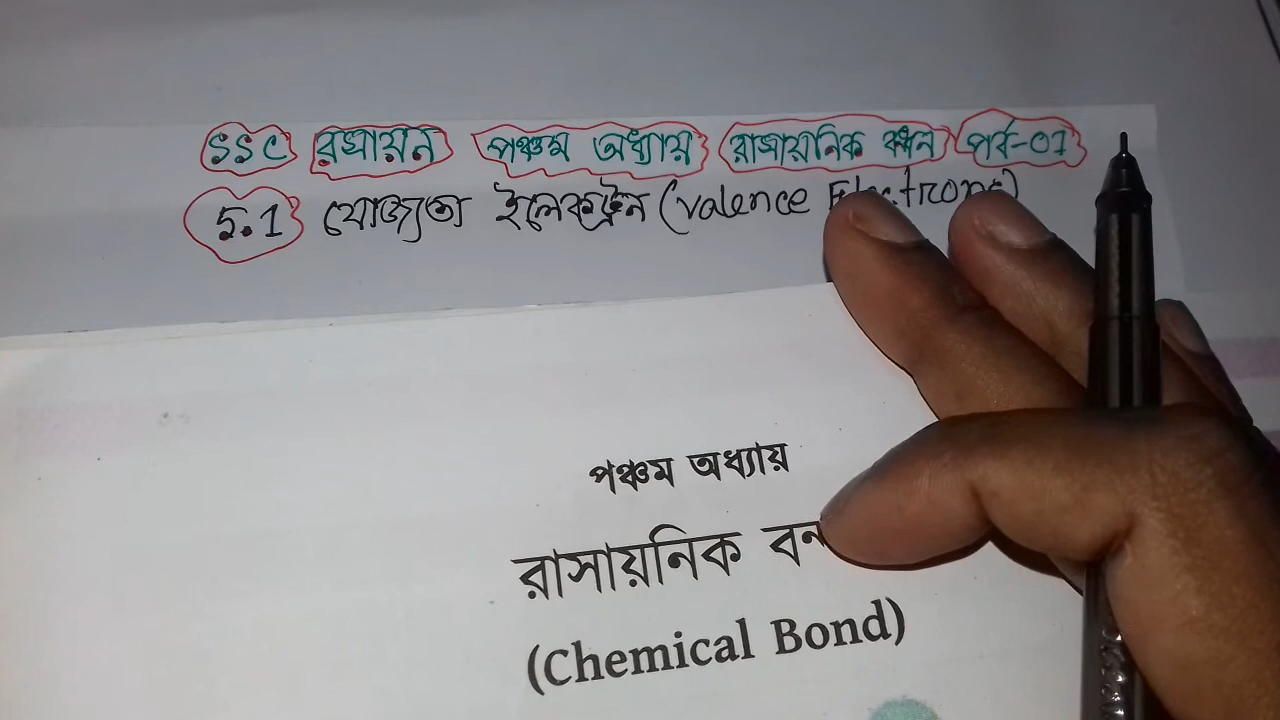 SSC রসায়ন পঞ্চম অধ্যায় রাসায়নিক বন্ধন পর্ব-01
5.1 যোজ্যতা ইলেকট্রন (Valence Electrons)
পঞ্চম অধ্যায়
রাসায়নিক
(Chemical Bond)